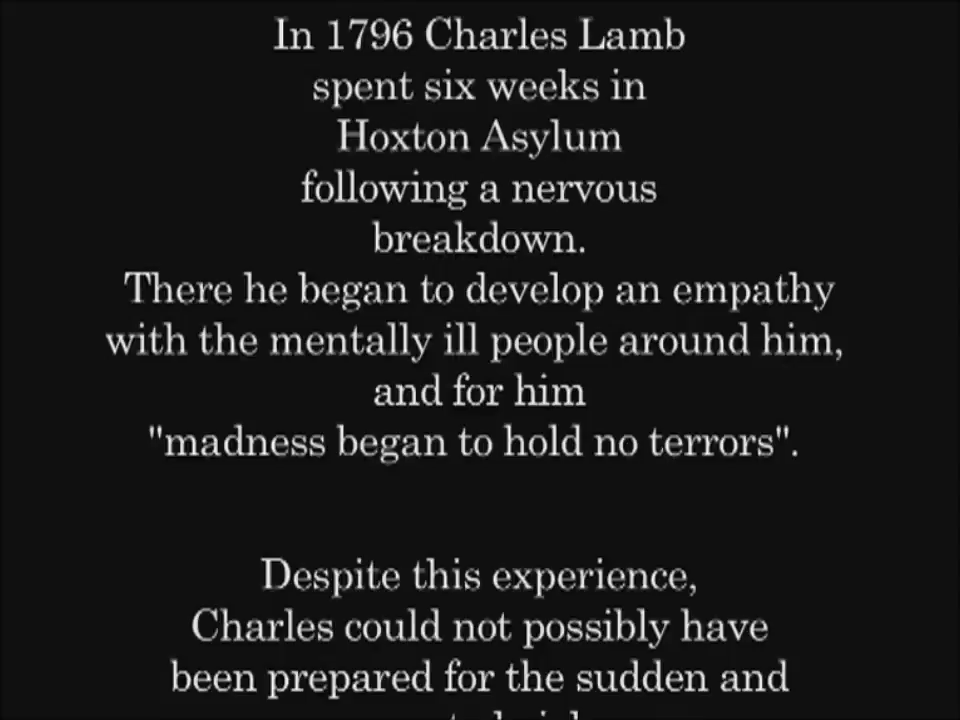 In 1796 Charles Lamb
spent six weeks in
Hoxton Asylum
following a nervous
breakdown.
There he began to develop an empathy
with the mentally ill people around him,
and for him
"madness began to hold no terrors".
Despite this experience,
Charles could not possibly have
been prepared for the sudden and